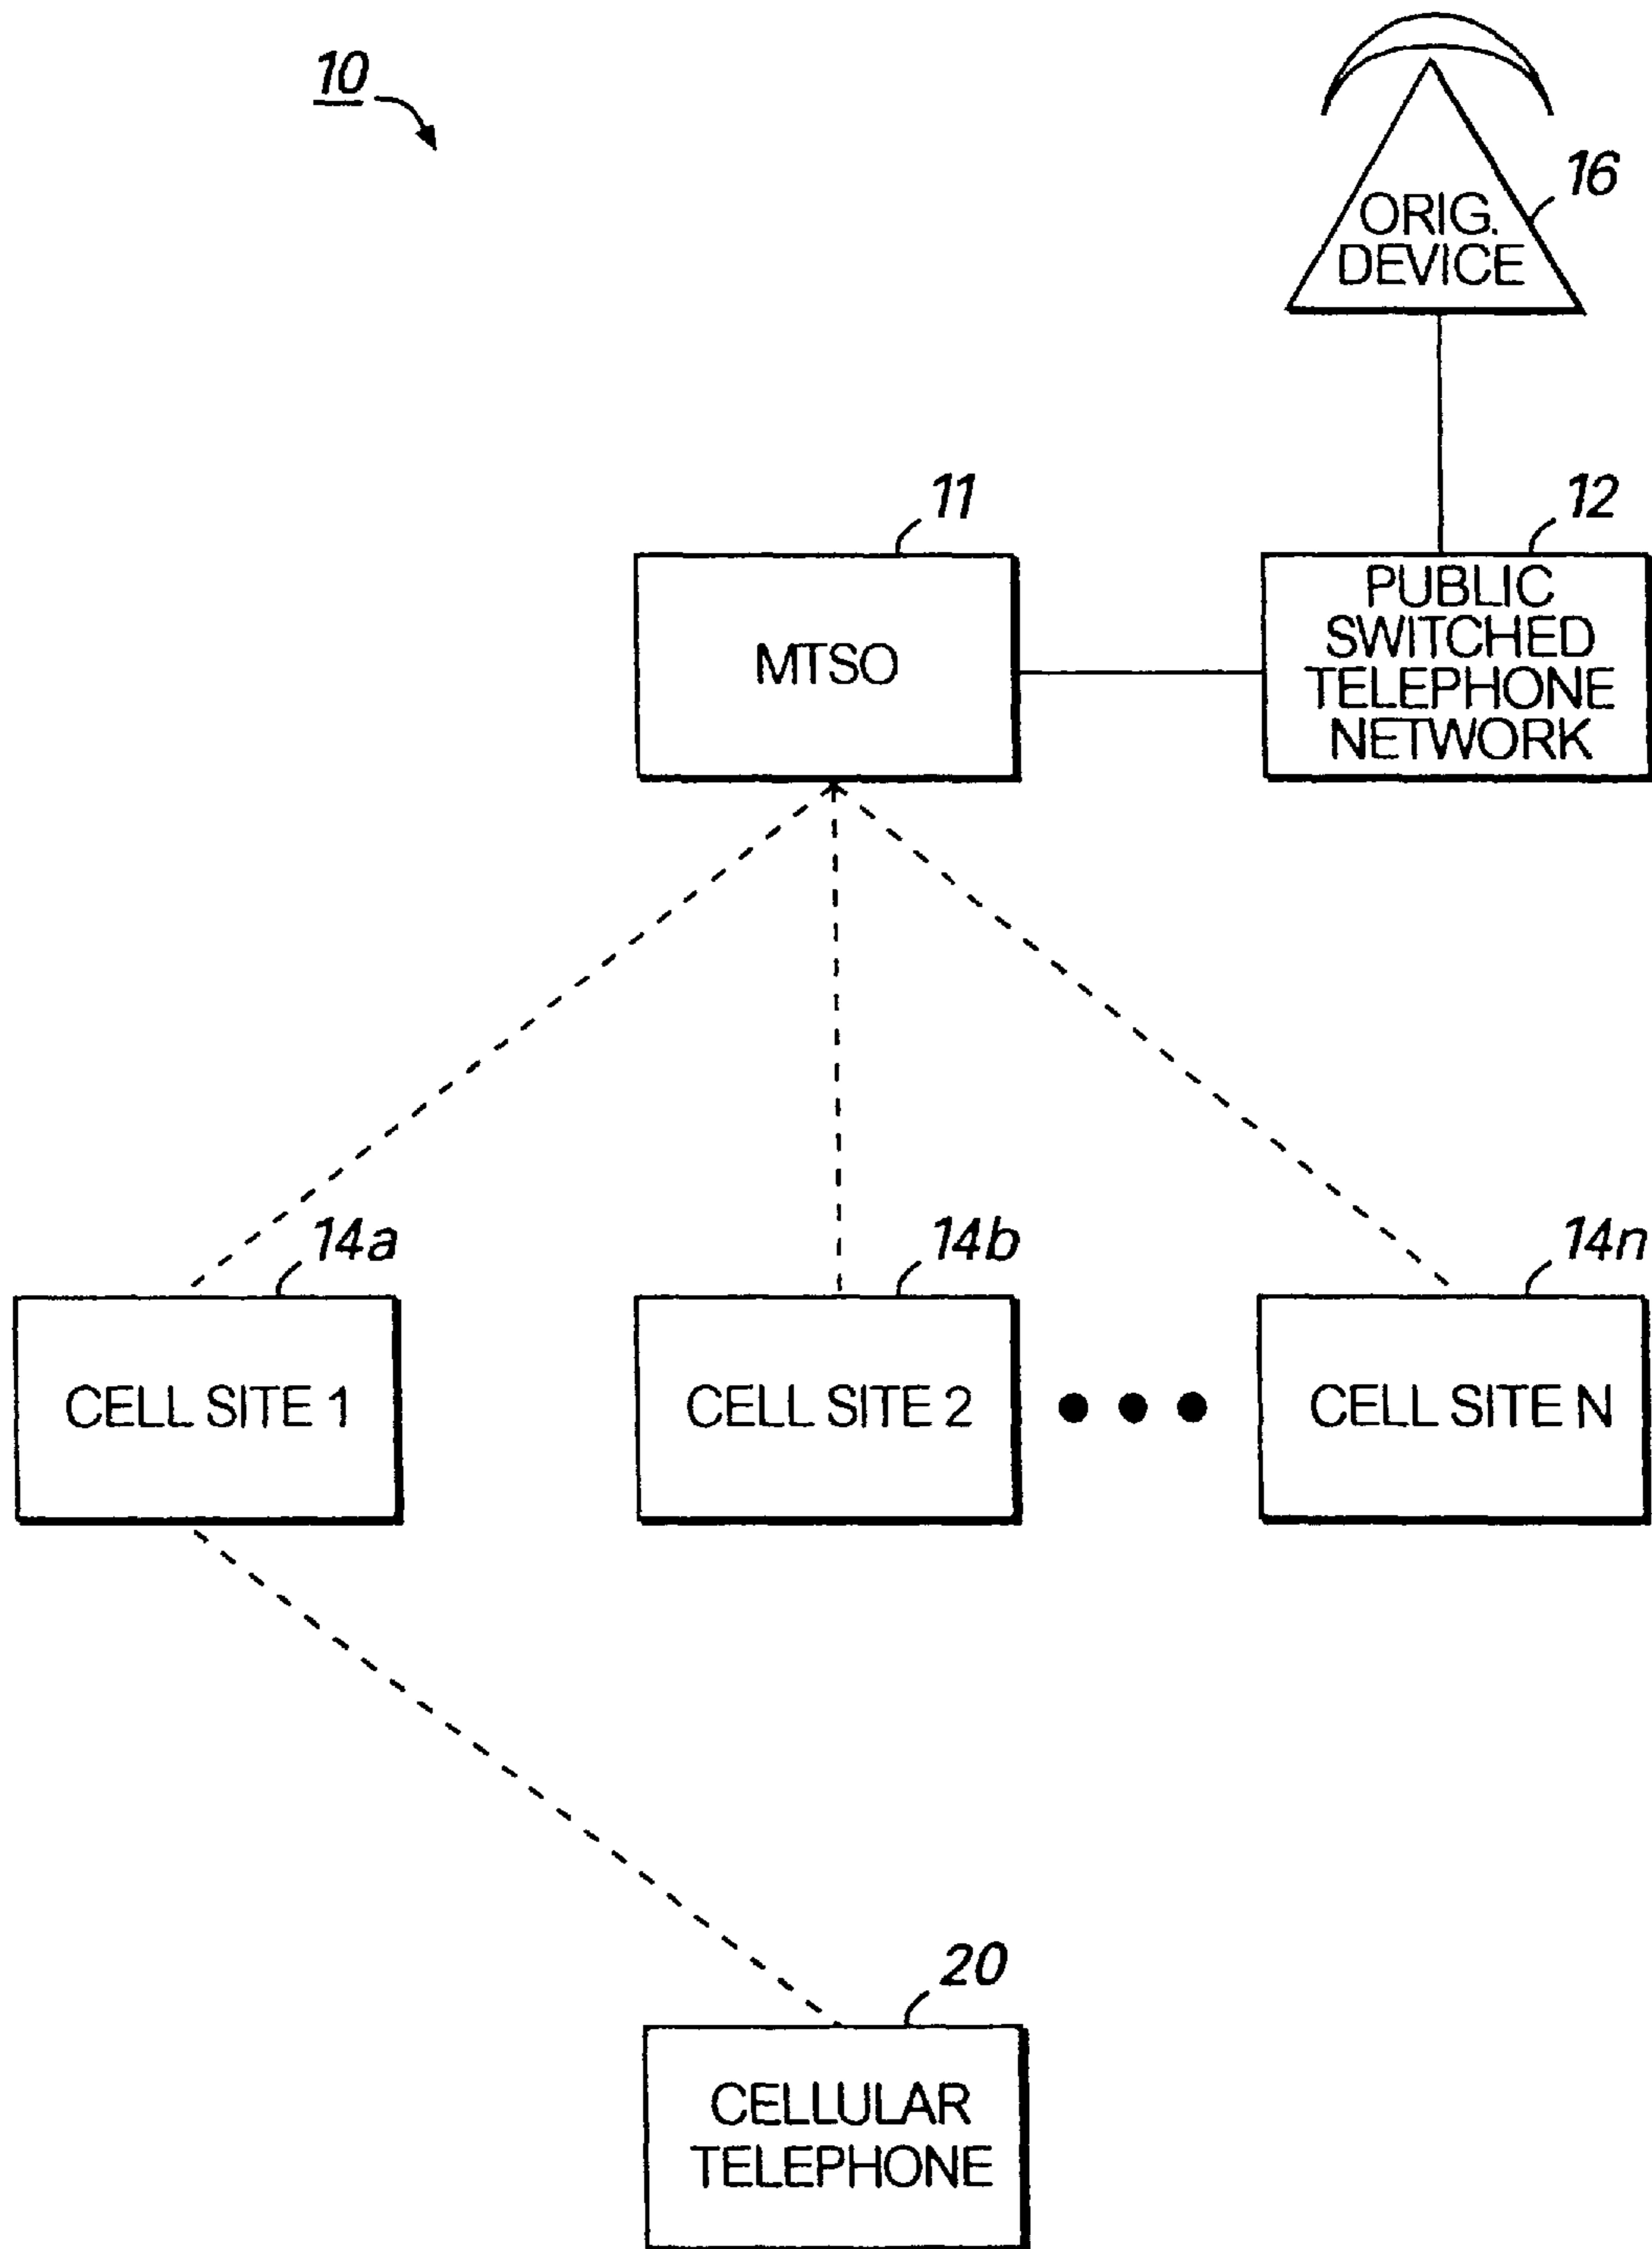 10
16
ORIG.
DEVICE
11
12
MTSO
PUBLIC
SWITCHED
TELEPHONE
NETWORK
14a
14b
14n
CELL SITE 1
CELL SITE 2
CELL SITE N
20
CELLULAR
TELEPHONE